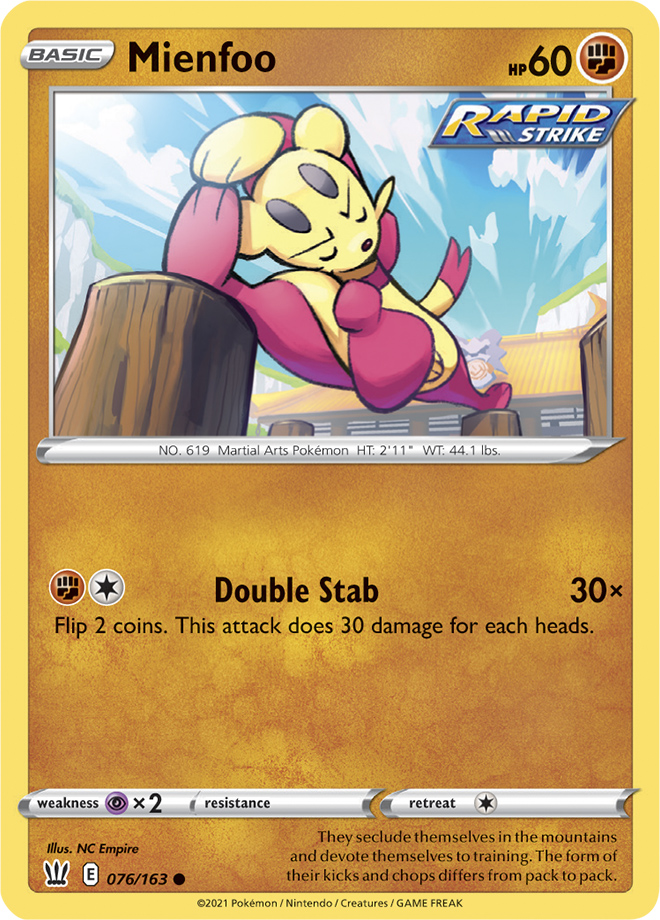 BASIC Mienfoo HP 60
RAPID
STRIKE
NO. 619 Martial Arts Pokémon HT: 2'11" WT: 44.1 lbs.
Double Stab 30×
Flip 2 coins. This attack does 30 damage for each heads.
weakness ×2 resistance retreat
Illus. NC Empire
They seclude themselves in the mountains
and devote themselves to training. The form of
their kicks and chops differs from pack to pack.
E 076/163
©2021 Pokémon / Nintendo / Creatures / GAME FREAK